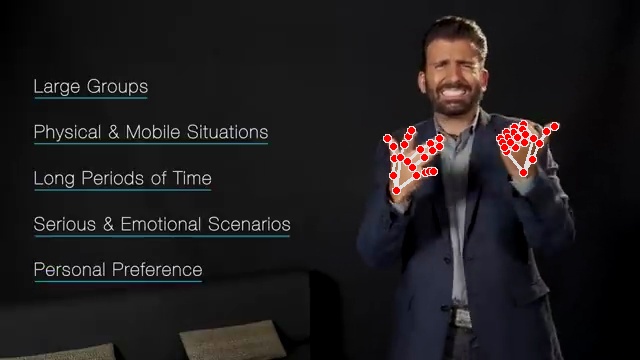 Large Groups
Physical & Mobile Situations
Long Periods of Time
Serious & Emotional Scenarios
Personal Preference